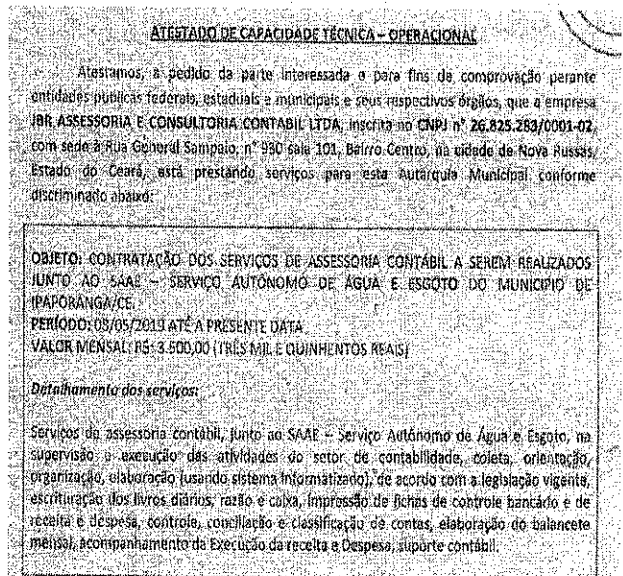 ATESTADO DE CAPACIDADE TÉCNICA – OPERACIONAL
Atestamos, a pedido da parte interessada e para fins de comprovação perante
entidades públicas federais, estaduais e municipais e seus respectivos órgãos, que a empresa
JBR ASSESSORIA E CONSULTORIA CONTABIL LTDA, inscrita no CNPJ nº 26.825.283/0001-02,
com sede à Rua General Sampaio, nº 980 sala 101, Bairro Centro, na cidade de Nova Russas,
Estado do Ceará, está prestando serviços para esta Autarquia Municipal conforme
discriminado abaixo:
OBJETO: CONTRATAÇÃO DOS SERVIÇOS DE ASSESSORIA CONTÁBIL A SEREM REALIZADOS
JUNTO AO SAAE – SERVIÇO AUTÔNOMO DE ÁGUA E ESGOTO DO MUNICIPIO DE
IPAPORANGA/CE.
PERÍODO: 03/05/2019 ATÉ A PRESENTE DATA
VALOR MENSAL: R$: 3.500,00 (TRÊS MIL E QUINHENTOS REAIS)
Detalhamento dos serviços:
Serviços de assessoria contábil, junto ao SAAE – Serviço Autônomo de Água e Esgoto, na
supervisão e execução das atividades do setor de contabilidade, coleta, orientação,
organização, elaboração (usando sistema informatizado), de acordo com a legislação vigente,
escrituração dos livros diários, razão e caixa, impressão de fichas de controle bancário e de
receita e despesa, controle, conciliação e classificação de contas, elaboração do balancete
mensal, acompanhamento da Execução da receita e Despesa, suporte contábil.